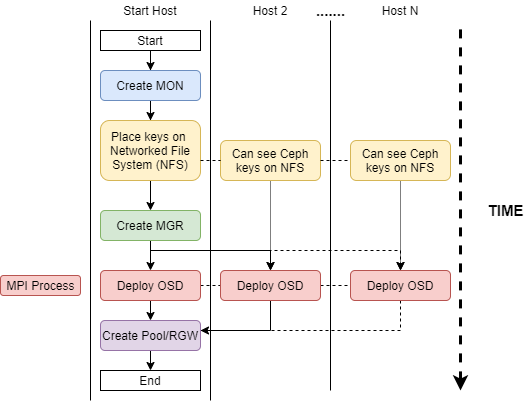 Start Host
Host 2
.......
Host N
Start
Create MON
Place keys on
Networked File
System (NFS)
Can see Ceph
keys on NFS
Can see Ceph
keys on NFS
TIME
Create MGR
MPI Process
Deploy OSD
Deploy OSD
Deploy OSD
Create Pool/RGW
End